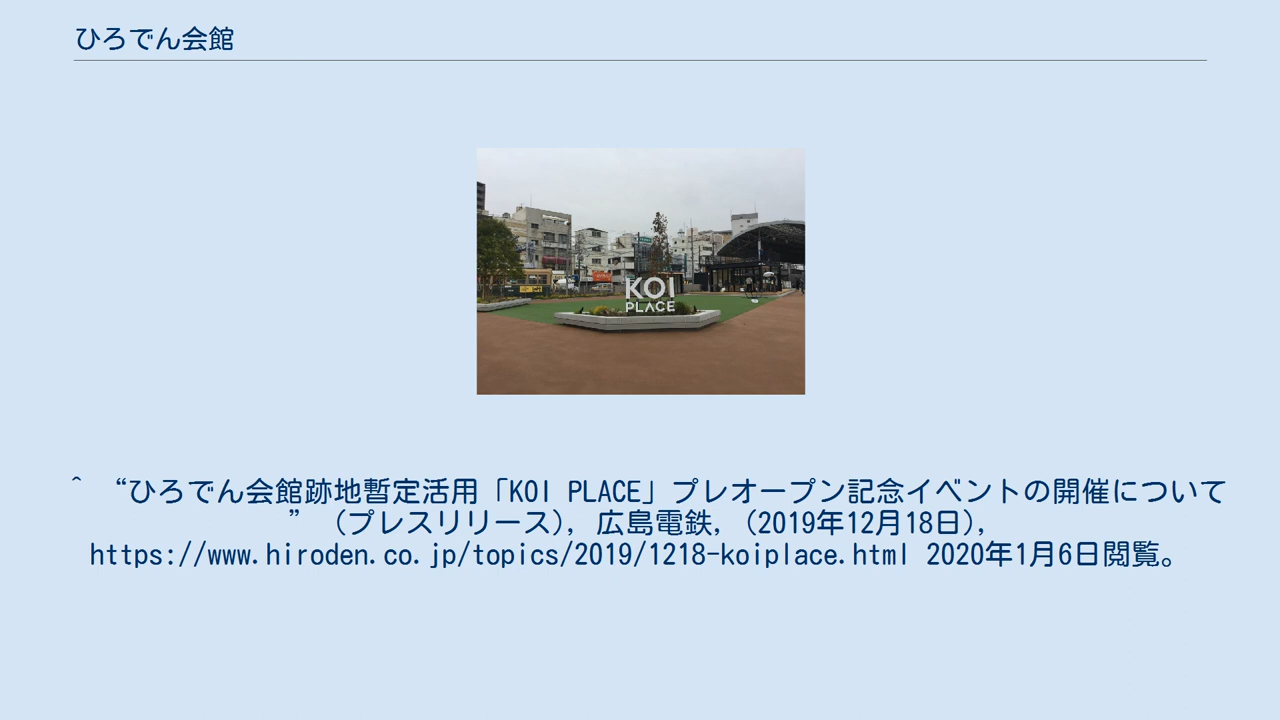 ひろでん会館
KOI
PLACE
^ “ひろでん会館跡地暫定活用「KOI PLACE」プレオープン記念イベントの開催について
” (プレスリリース), 広島電鉄, (2019年12月18日),
https://www.hiroden.co.jp/topics/2019/1218-koiplace.html 2020年1月6日閲覧。